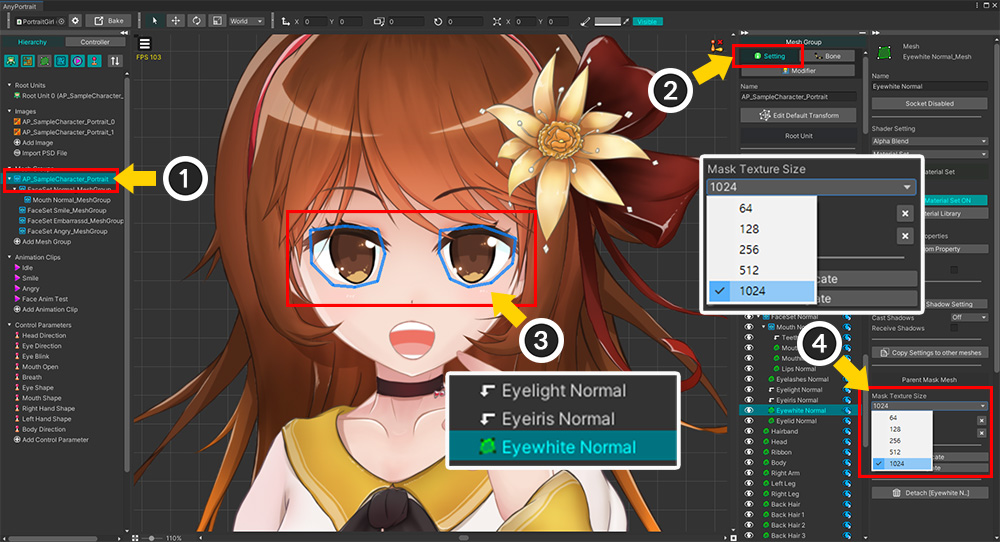 AnyPortrait
PortraitGirl
Bake
World
X 0 Y 0
X 0 Y 0
X 0 Y 0
Visible
Hierarchy
Controller
Root Units
Root Unit 0 (AP_SampleCharacter_
Images
AP_SampleCharacter_Portrait_0
AP_SampleCharacter_Portrait_1
Add Image
Import PSD File
AP_SampleCharacter_Portrait
FaceSet Normal_MeshGroup
Mouth Normal_MeshGroup
FaceSet Smile_MeshGroup
FaceSet Embarrassd_MeshGroup
FaceSet Angry_MeshGroup
Add Mesh Group
Animation Clips
Idle
Smile
Angry
Face Anim Test
Add Animation Clip
Control Parameters
Head Direction
Eye Direction
Eye Blink
Mouth Open
Breath
Eye Shape
Mouth Shape
Right Hand Shape
Left Hand Shape
Body Direction
Add Control Parameter
1
FPS 103
3
Eyelight Normal
Eyeiris Normal
Eyewhite Normal
110%
2
Mesh Group
Setting
Bone
Modifier
Name
AP_SampleCharacter_Portrait
Edit Default Transform
Root Unit
Mask Texture Size
1024
64
128
256
512
1024
cate
ate
4
FaceSet Normal
Mouth No
Teeth
Mout
Mouth
Lips Normal
Eyelashes Normal
Eyelight Normal
Eyeiris Normal
Eyewhite Normal
Eyelid Normal
Hairband
Head
Ribbon
Body
Right Arm
Left Leg
Right Leg
Back Hair
Back Hair 1
Back Hair 2
Back Hair 3
Mesh
Eyewhite Normal_Mesh
Name
Eyewhite Normal
Socket Disabled
Shader Setting
Alpha Blend
Material Set
aterial Set
Material Set ON
terial Library
roperties
om Property
Shadow Setting
Cast Shadows Off
Receive Shadows
Copy Settings to other meshes
Parent Mask Mesh
Mask Texture Size
1024
64
128
256
512
1024
cate
te
Detach [Eyewhite N..]